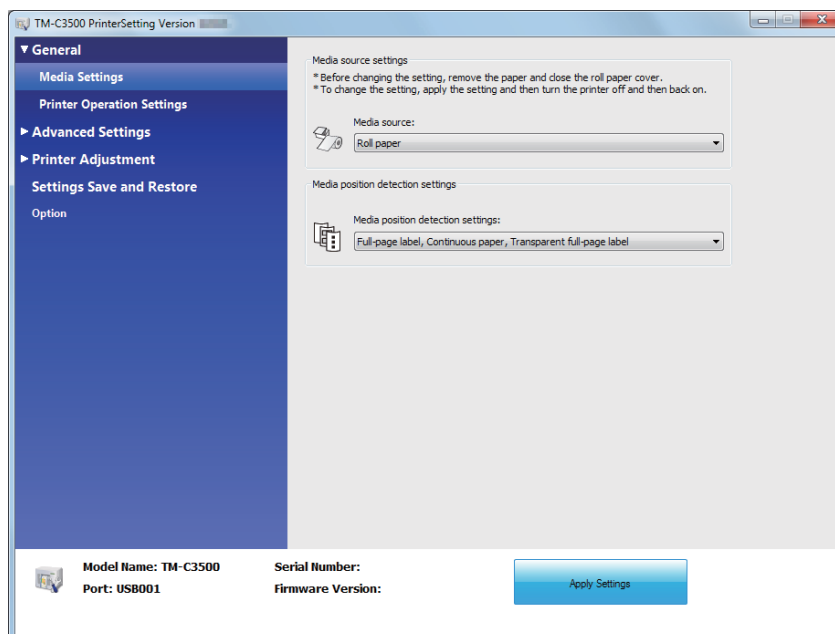 TM-C3500 PrinterSetting Version
▼ General
Media Settings
Printer Operation Settings
► Advanced Settings
► Printer Adjustment
Settings Save and Restore
Option
Media source settings
*Before changing the setting, remove the paper and close the roll paper cover.
*To change the setting, apply the setting and then turn the printer off and then back on.
Media source:
Roll paper
Media position detection settings
Media position detection settings:
Full-page label, Continuous paper, Transparent full-page label
Model Name: TM-C3500
Serial Number:
Port: USB001
Firmware Version:
Apply Settings